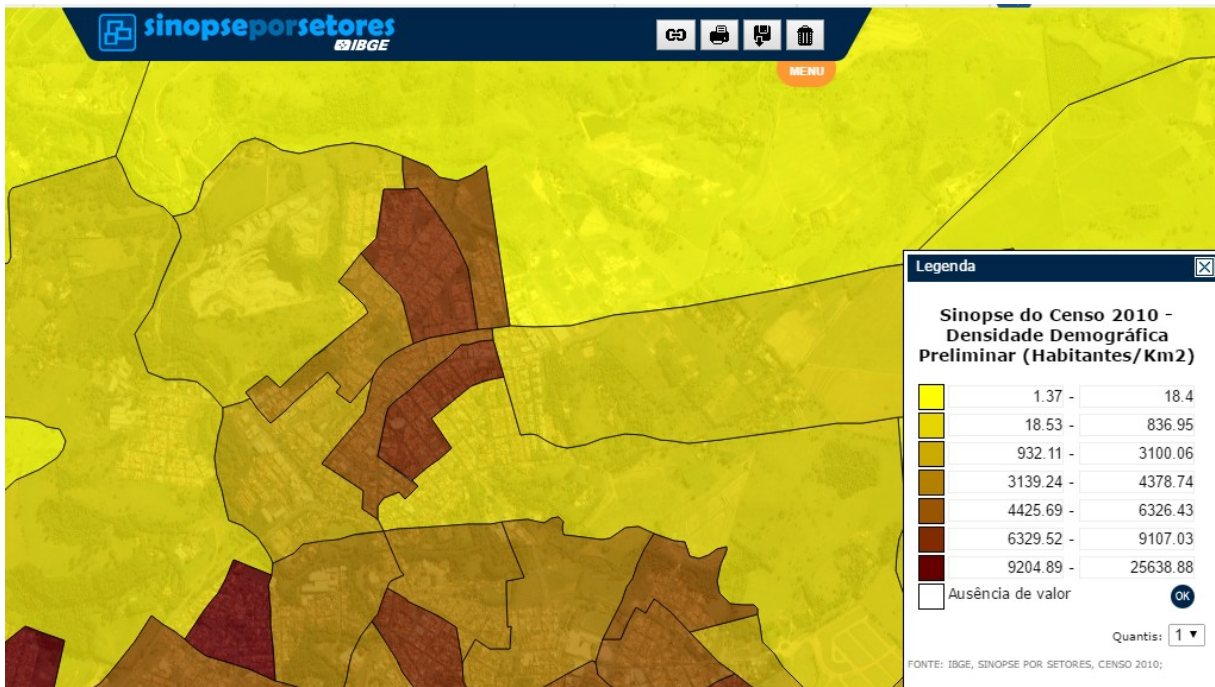 sinopseporsetores
IBGE
MENU
Legenda
Sinopse do Censo 2010 -
Densidade Demográfica
Preliminar (Habitantes/Km2)
1.37 - 18.4
18.53 - 836.95
932.11 - 3100.06
3139.24 - 4378.74
4425.69 - 6326.43
6329.52 - 9107.03
9204.89 - 25638.88
Ausência de valor OK
Quantis: 1
FONTE: IBGE, SINOPSE POR SETORES, CENSO 2010;